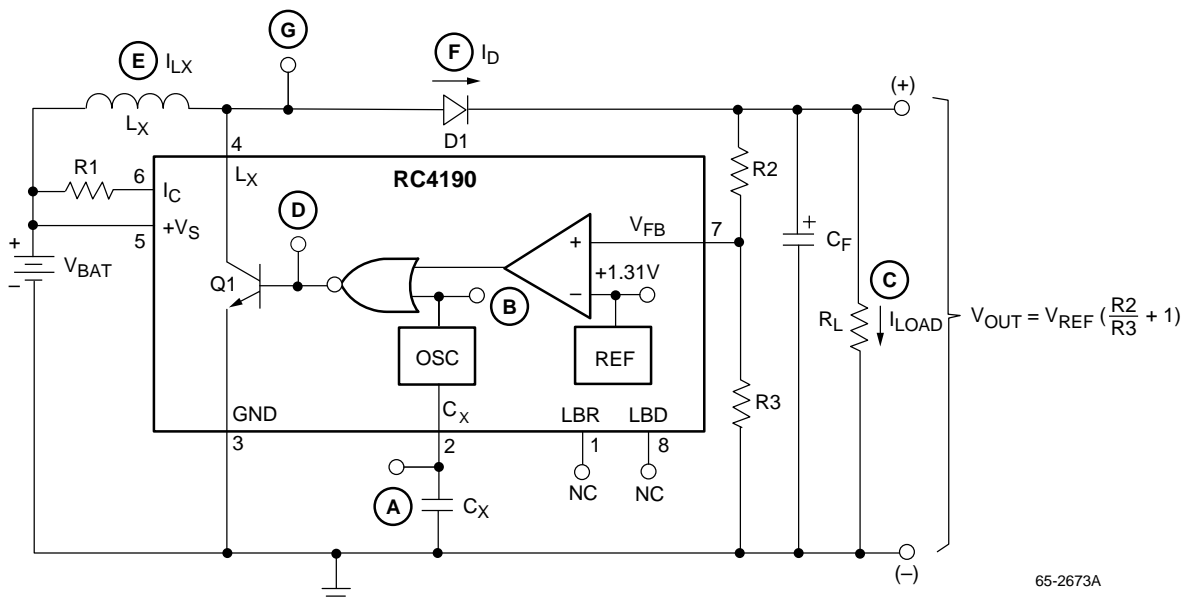 G
E I_LX
F I_D
(+)
L_X
D1
4
R1
6
L_X
RC4190
R2
I_C
D
V_FB
7
+
+V_S
5
+
+
C_F
V_BAT
Q1
+1.31V
C
−
−
B
R_L
I_LOAD
V_OUT = V_REF (R2/R3 + 1)
OSC
REF
R3
GND
C_X
LBR
LBD
3
2
1
8
NC
NC
A
C_X
(–)
65-2673A